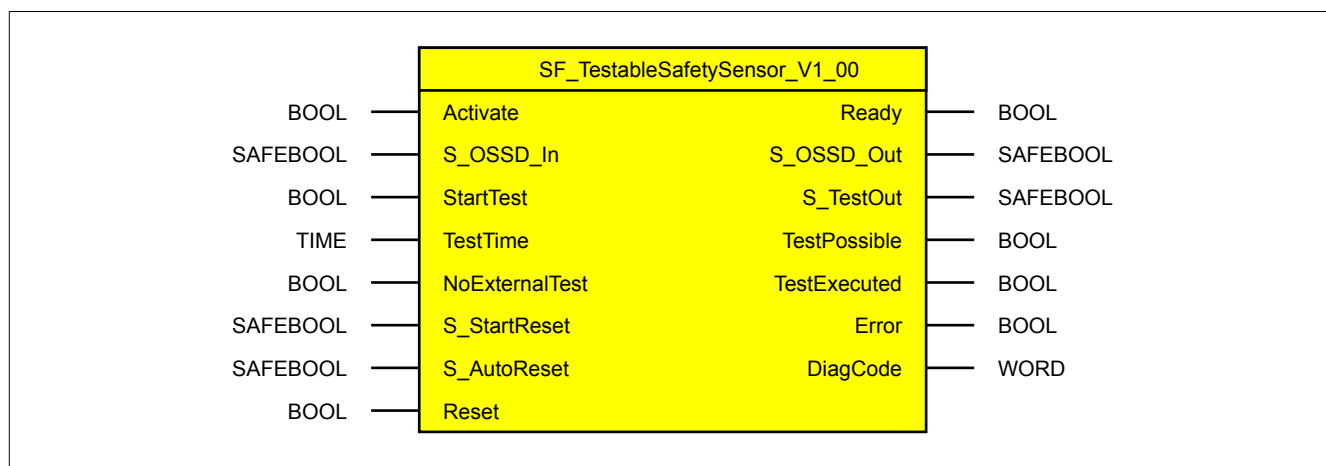 SF_TestableSafetySensor_V1_00
BOOL Activate Ready BOOL
SAFEBOOL S_OSSD_In S_OSSD_Out SAFEBOOL
BOOL StartTest S_TestOut SAFEBOOL
TIME TestTime TestPossible BOOL
BOOL NoExternalTest TestExecuted BOOL
SAFEBOOL S_StartReset Error BOOL
SAFEBOOL S_AutoReset DiagCode WORD
BOOL Reset